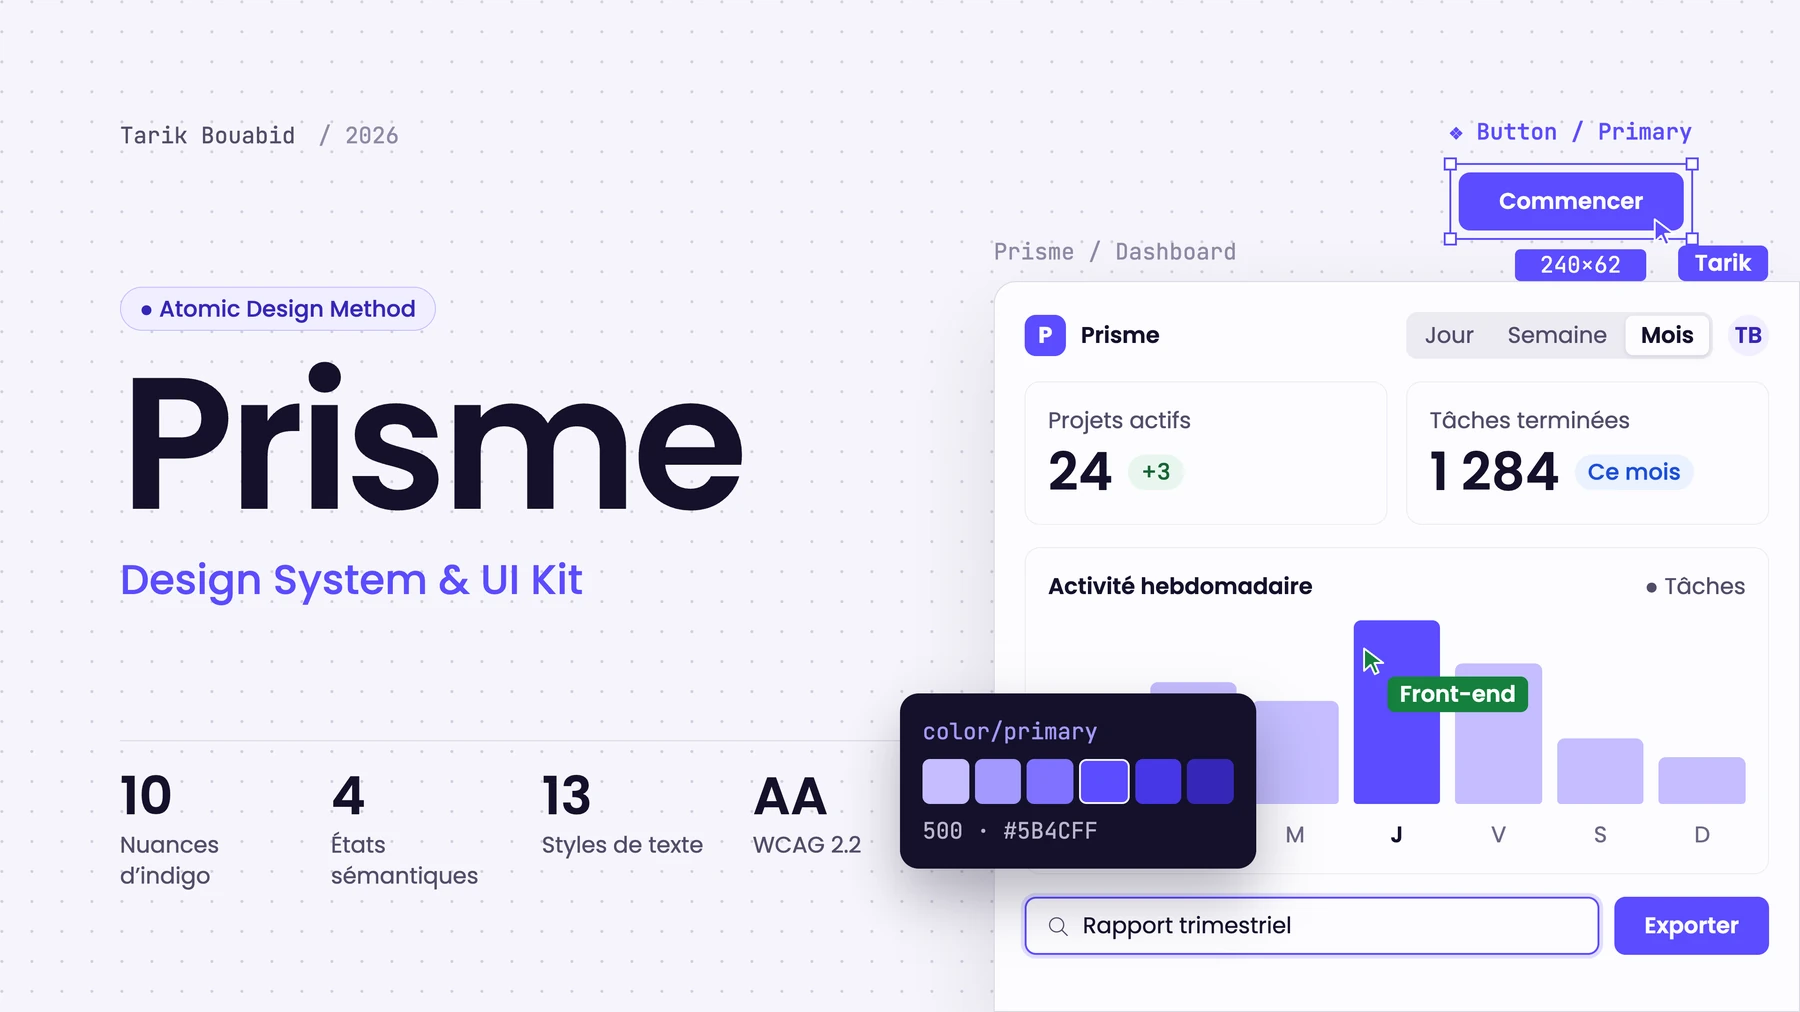 Tarik Bouabid / 2026
Atomic Design Method
Prisme
Design System & UI Kit
10
Nuances
d’indigo
4
États
sémantiques
13
Styles de texte
AA
WCAG 2.2
❖ Button / Primary
Commencer
240×62
Tarik
Prisme / Dashboard
P
Prisme
Jour
Semaine
Mois
TB
Projets actifs
24
+3
Tâches terminées
1 284
Ce mois
Activité hebdomadaire
Tâches
Front-end
color/primary
500 · #5B4CFF
M
J
V
S
D
Rapport trimestriel
Exporter